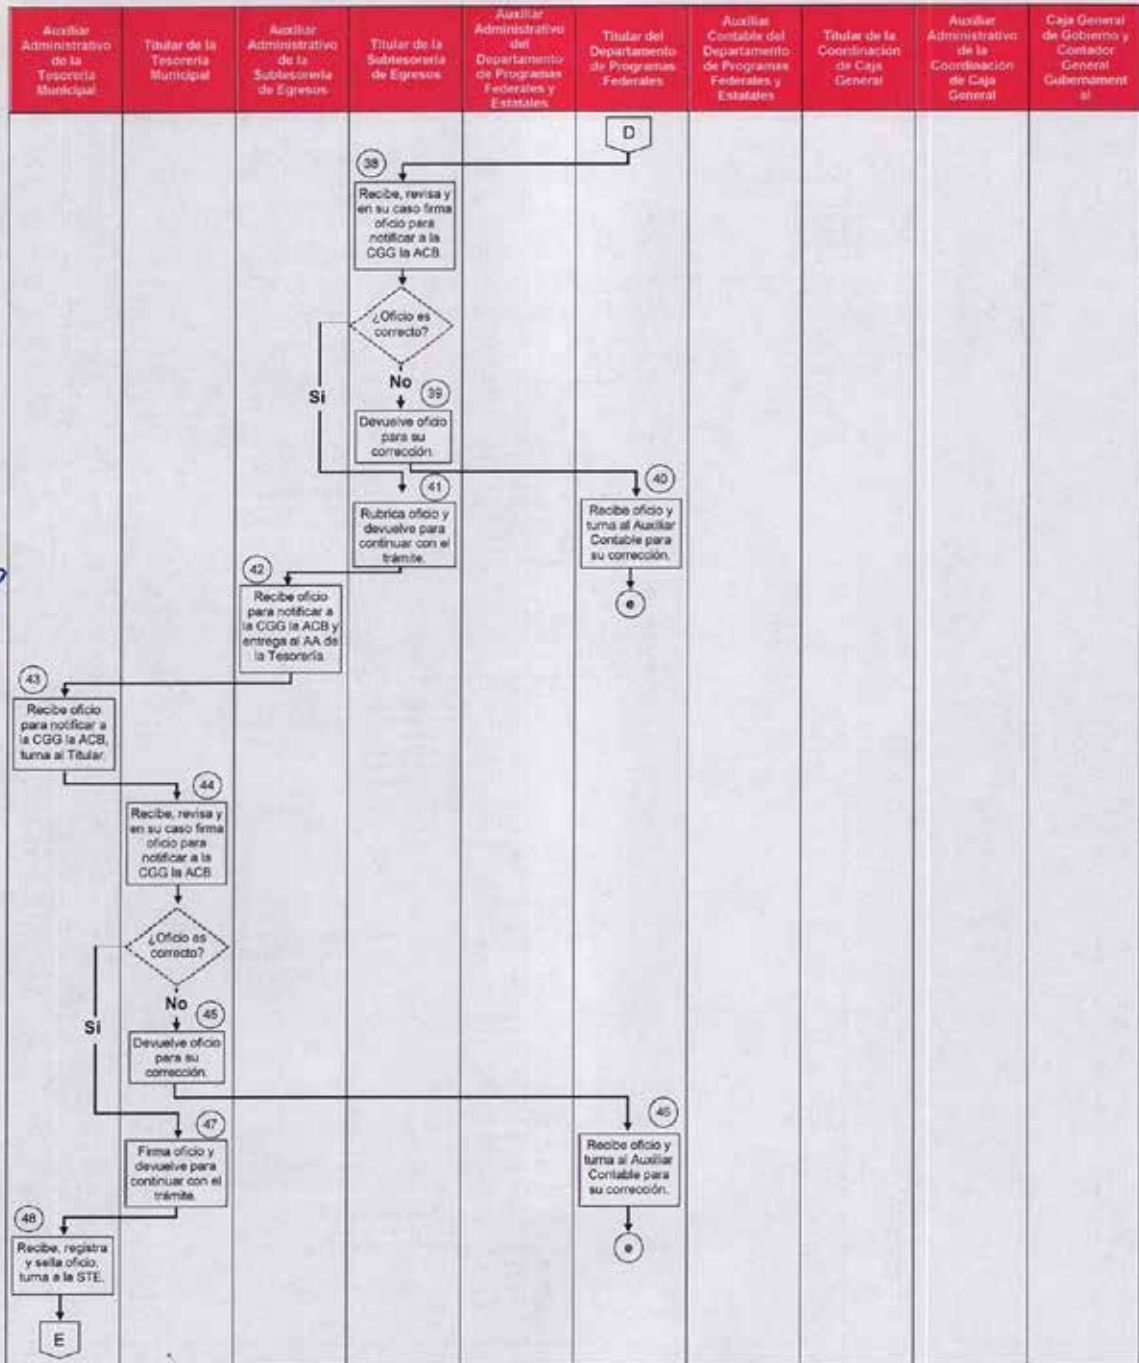 Auxiliar
Administrativo
de la
Tesorería
Municipal
Titular de la
Tesorería
Municipal
Auxiliar
Administrativo
de la
Subtesorería
de Egresos
Titular de la
Subtesorería
de Egresos
Auxiliar
Administrativo
del
Departamento
de Programas
Federales y
Estatales
Titular del
Departamento
de Programas
Federales
Auxiliar
Contable del
Departamento
de Programas
Federales y
Estatales
Titular de la
Coordinación
de Caja
General
Auxiliar
Administrativo
de la
Coordinación
de Caja
General
Caja General
de Gobierno y
Contador
General
Gubernament
al
D
38
Recibe, revisa y
en su caso firma
oficio para
notificar a la
CGG la ACB.
¿Oficio es
correcto?
Si
No
39
Devuelve oficio
para su
corrección.
41
Rubrica oficio y
devuelve para
continuar con el
trámite.
40
Recibe oficio y
turna al Auxiliar
Contable para
su corrección.
e
42
Recibe oficio
para notificar a
la CGG la ACB y
entrega al AA de
la Tesorería.
43
Recibe oficio
para notificar a
la CGG la ACB,
turna al Titular.
44
Recibe, revisa y
en su caso firma
oficio para
notificar a la
CGG la ACB
¿Oficio es
correcto?
Si
No
45
Devuelve oficio
para su
corrección.
47
Firma oficio y
devuelve para
continuar con el
trámite.
46
Recibe oficio y
turna al Auxiliar
Contable para
su corrección.
e
48
Recibe, registra
y sella oficio,
turna a la STE.
E